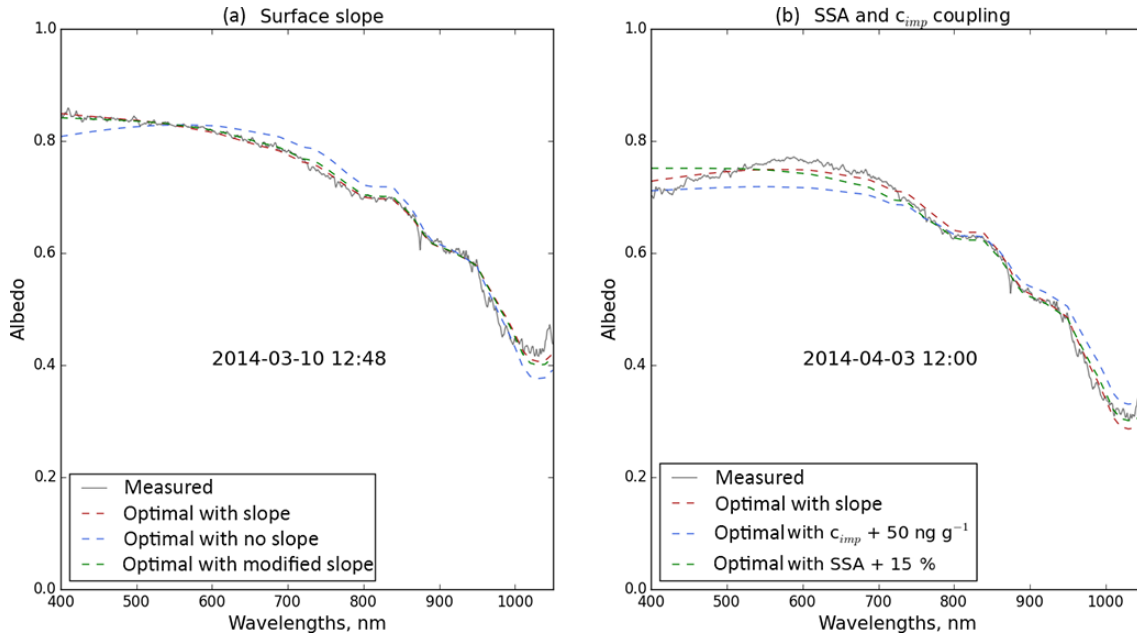 (a) Surface slope
1.0
0.8
0.6
0.4
0.2
0.0
Albedo
2014-03-10 12:48
Measured
Optimal with slope
Optimal with no slope
Optimal with modified slope
400 500 600 700 800 900 1000
Wavelengths, nm
(b) SSA and c_imp coupling
1.0
0.8
0.6
0.4
0.2
0.0
Albedo
2014-04-03 12:00
Measured
Optimal with slope
Optimal with c_imp + 50 ng g⁻¹
Optimal with SSA + 15 %
400 500 600 700 800 900 1000
Wavelengths, nm